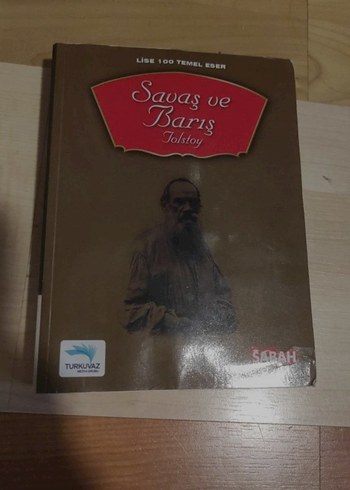 LİSE 100 TEMEL ESER
Savaş ve
Barış
Tolstoy
TURKUVAZ
SABAH